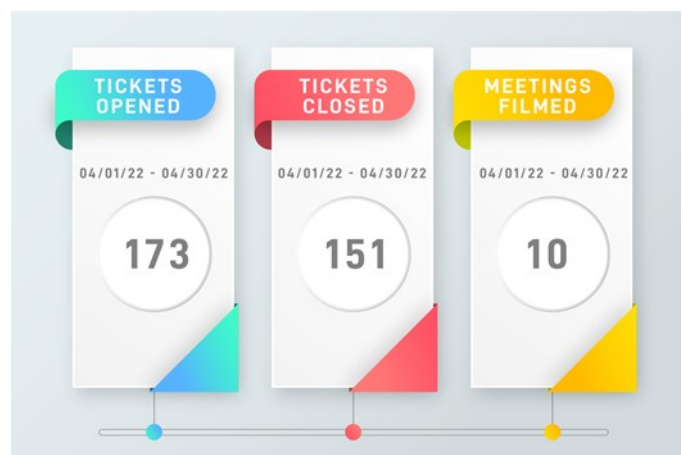 TICKETS
OPENED
04/01/22 - 04/30/22
173
TICKETS
CLOSED
04/01/22 - 04/30/22
151
MEETINGS
FILMED
04/01/22 - 04/30/22
10